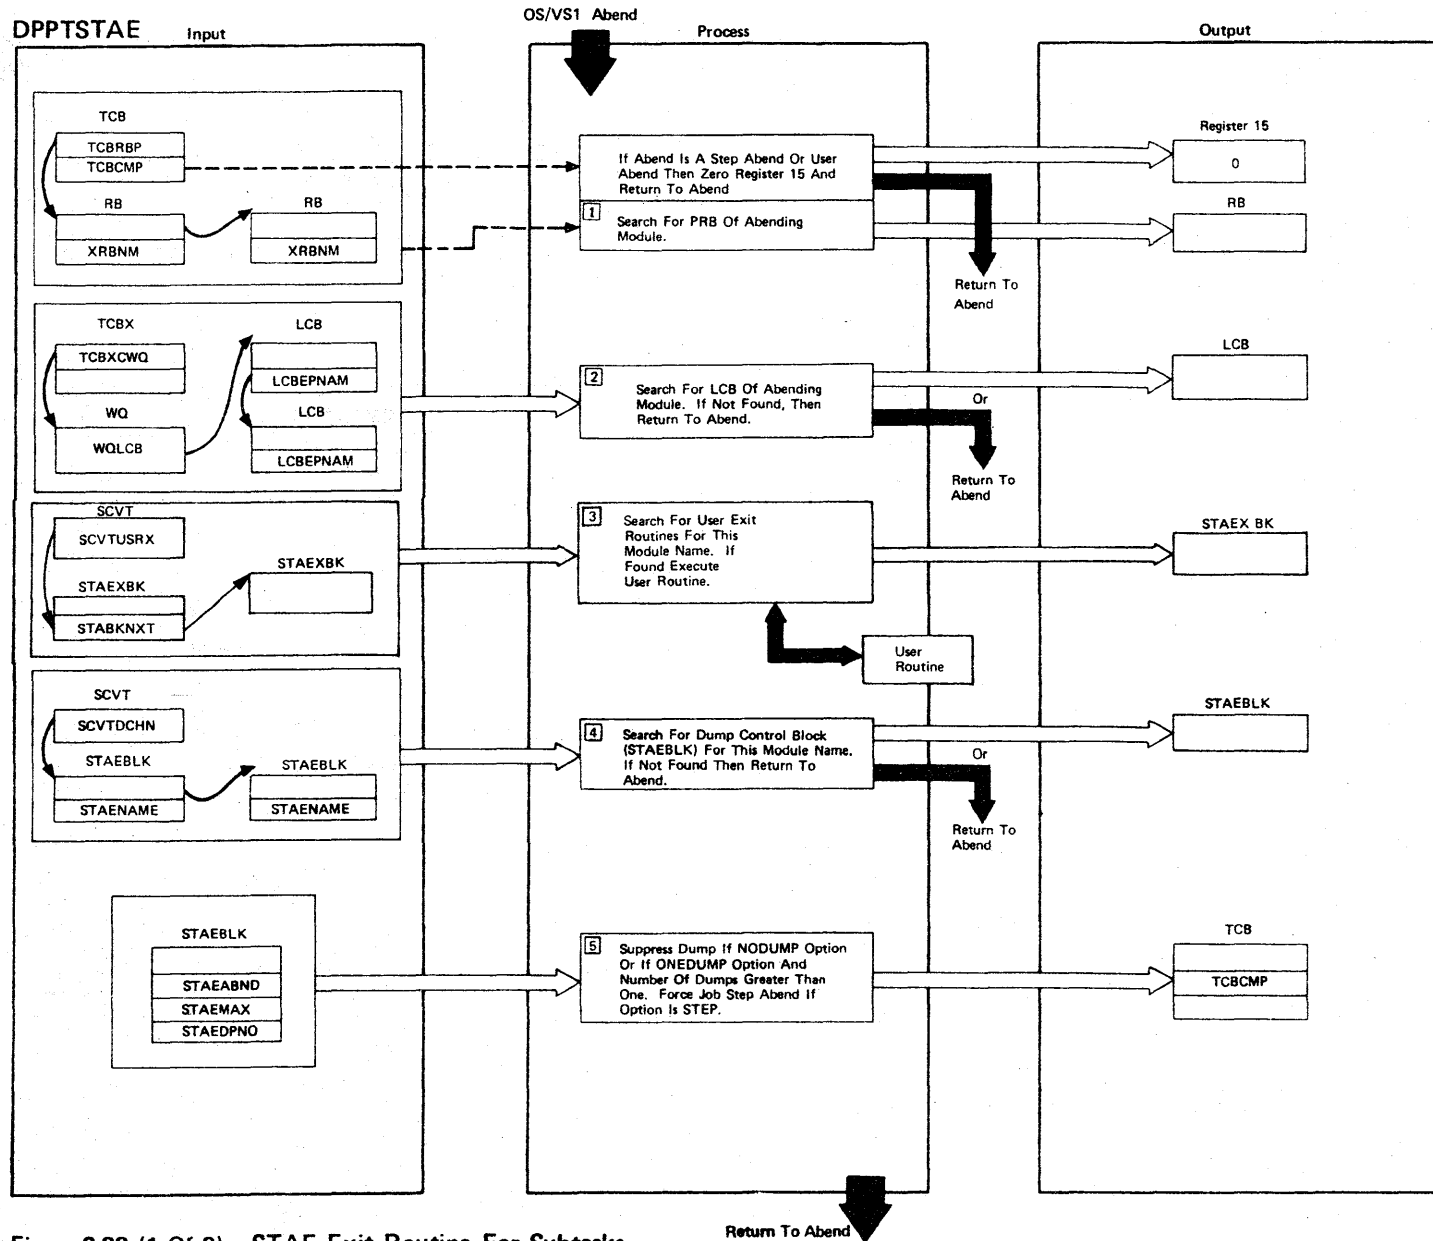 OS/VS1 Abend
DPPTSTAE
Input
Process
Output
TCB
TCBRBP
TCBCMP
RB
XRBNM
RB
XRBNM
If Abend Is A Step Abend Or User
Abend Then Zero Register 15 And
Return To Abend
1
Search For PRB Of Abending
Module.
Register 15
0
RB
Return To
Abend
TCBX
TCBXCWQ
WQ
WQLCB
LCB
LCBEPNAM
LCB
LCBEPNAM
2
Search For LCB Of Abending
Module. If Not Found, Then
Return To Abend.
LCB
Or
Return To
Abend
SCVT
SCVTUSRX
STAEXBK
STABKNXT
STAEXBK
3
Search For User Exit
Routines For This
Module Name. If
Found Execute
User Routine.
User
Routine
STAEX BK
SCVT
SCVTDCHN
STAEBLK
STAENAME
STAEBLK
STAENAME
4
Search For Dump Control Block
(STAEBLK) For This Module Name.
If Not Found Then Return To
Abend.
STAEBLK
Or
Return To
Abend
STAEBLK
STAEABND
STAEMAX
STAEDPNO
5
Suppress Dump If NODUMP Option
Or If ONEDUMP Option And
Number Of Dumps Greater Than
One. Force Job Step Abend If
Option Is STEP.
TCB
TCBCMP
Return To Abend
(1 Of 2) STAE Exit Routine For Subtasks